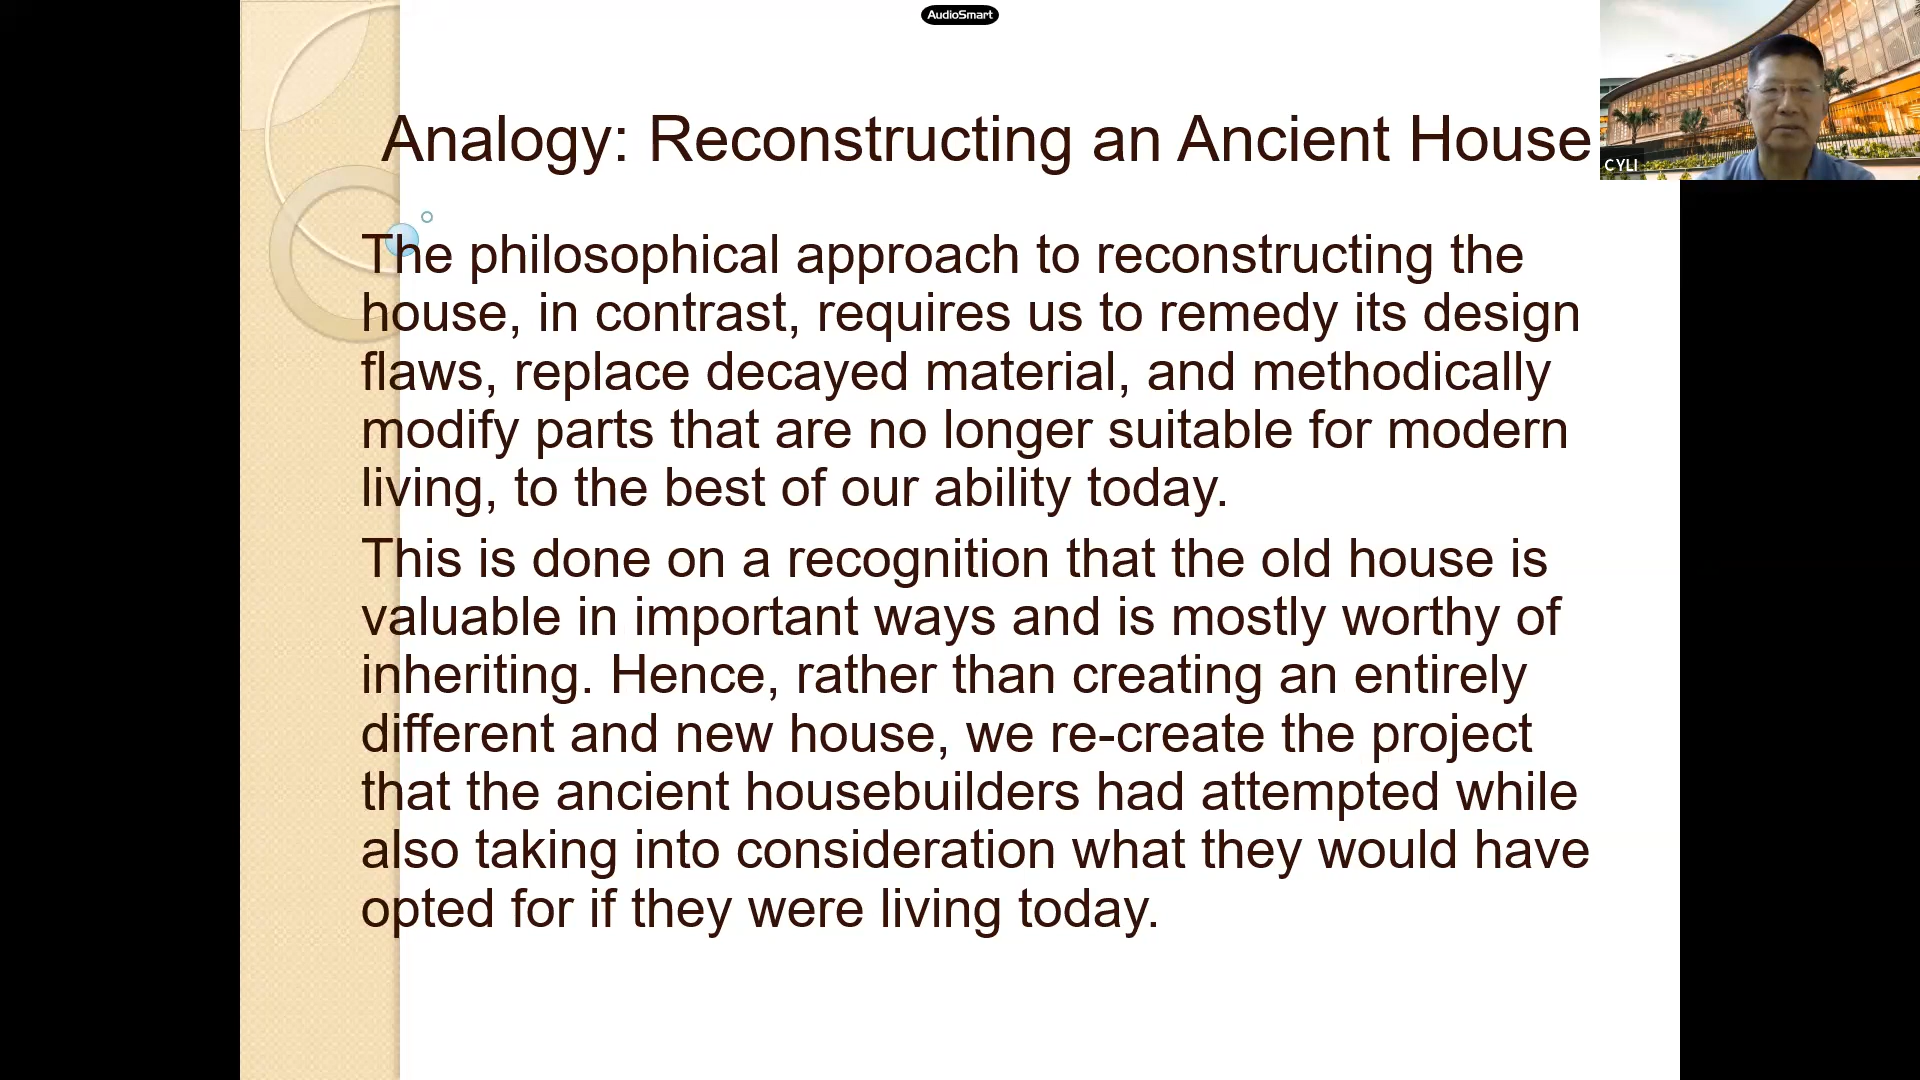 AudioSmart
Analogy: Reconstructing an Ancient House
CYLI
The philosophical approach to reconstructing the
house, in contrast, requires us to remedy its design
flaws, replace decayed material, and methodically
modify parts that are no longer suitable for modern
living, to the best of our ability today.
This is done on a recognition that the old house is
valuable in important ways and is mostly worthy of
inheriting. Hence, rather than creating an entirely
different and new house, we re-create the project
that the ancient housebuilders had attempted while
also taking into consideration what they would have
opted for if they were living today.